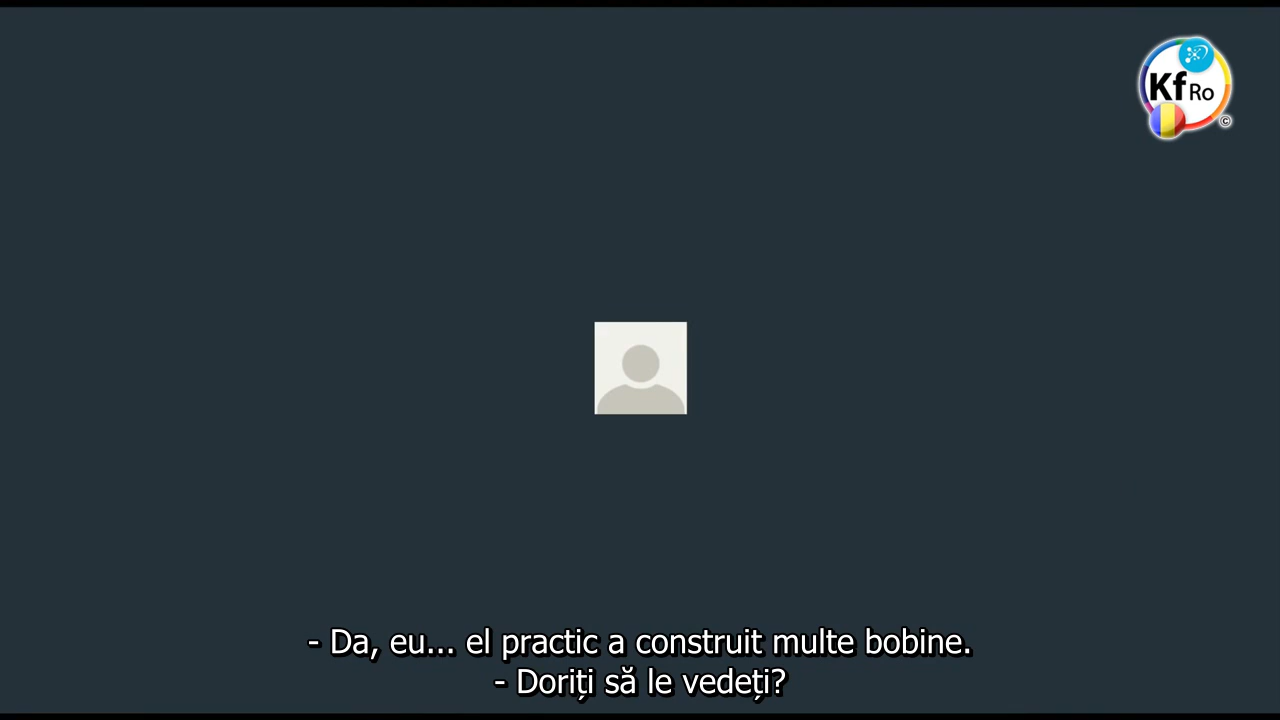 Kf Ro
©
- Da, eu... el practic a construit multe bobine.
- Doriți să le vedeți?